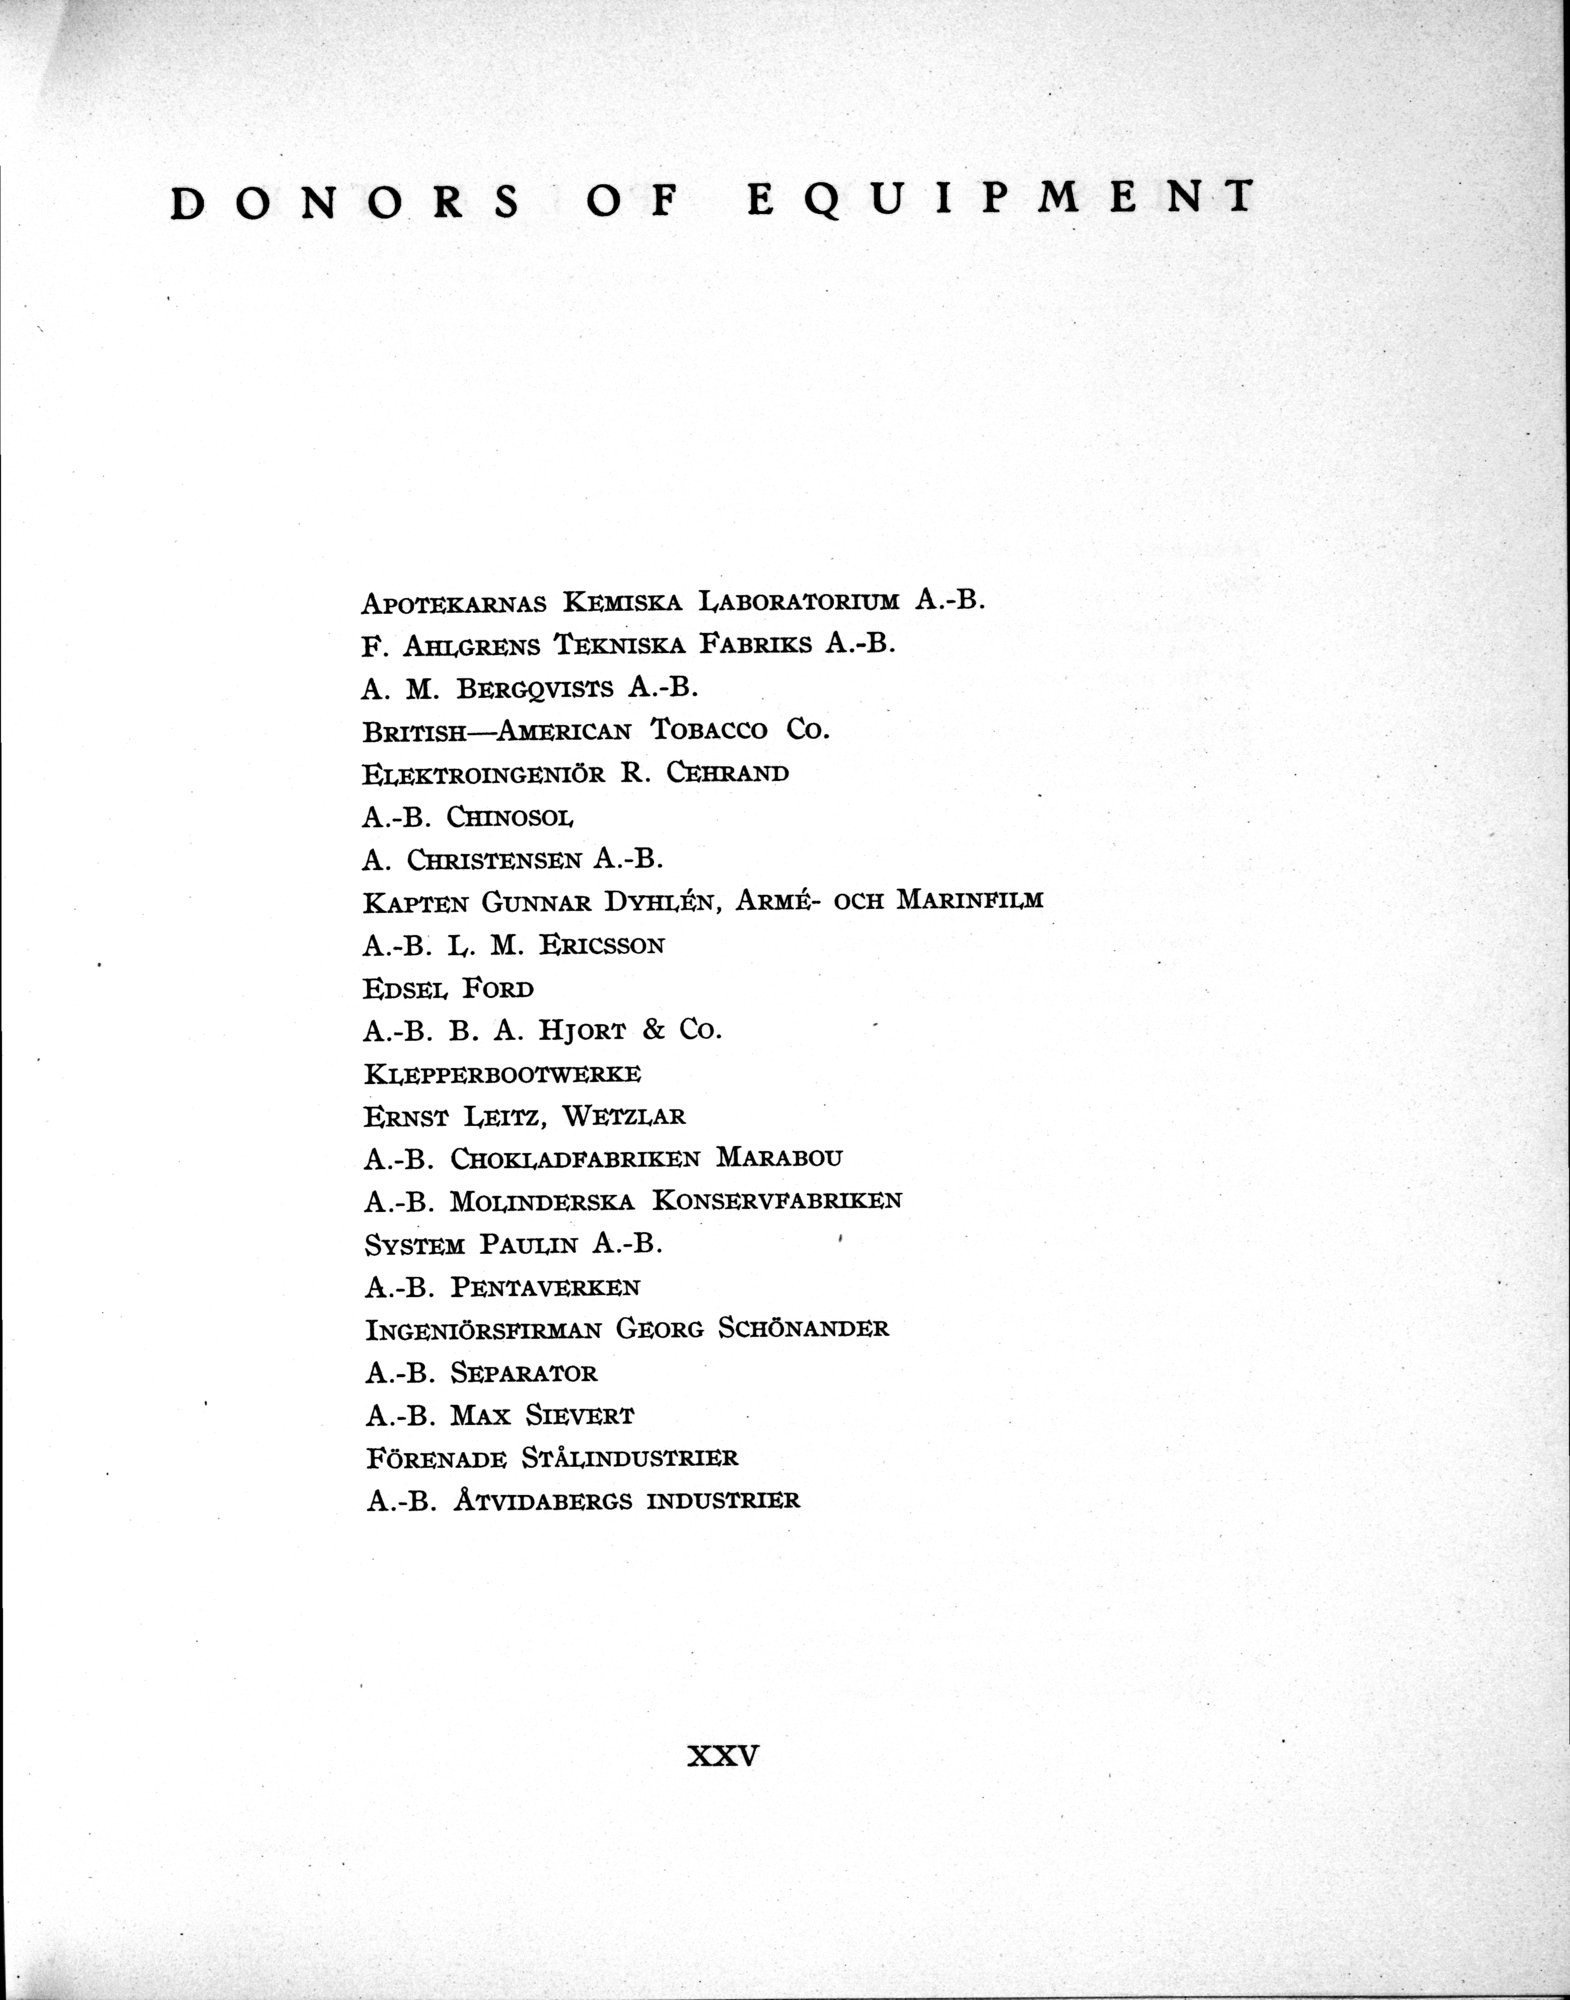 DONORS OF EQUIPMENT
Apotekarnas Kemiska Laboratorium A.-B.
F. Ahlgrens Tekniska Fabriks A.-B.
A. M. Bergqvists A.-B.
British—American Tobacco Co.
Elektroingeniör R. Cehrand
A.-B. Chinosol
A. Christensen A.-B.
Kapten Gunnar Dyhlén, Armé- och Marinfilm
A.-B. L. M. Ericsson
Edsel Ford
A.-B. B. A. Hjort & Co.
Klepperbootwerke
Ernst Leitz, Wetzlar
A.-B. Chokladfabriken Marabou
A.-B. Molinderska Konservfabriken
System Paulin A.-B.
A.-B. Pentaverken
Ingeniörsfirman Georg Schönander
A.-B. Separator
A.-B. Max Sievert
Förenade Stålindustrier
A.-B. Åtvidabergs industrier
XXV